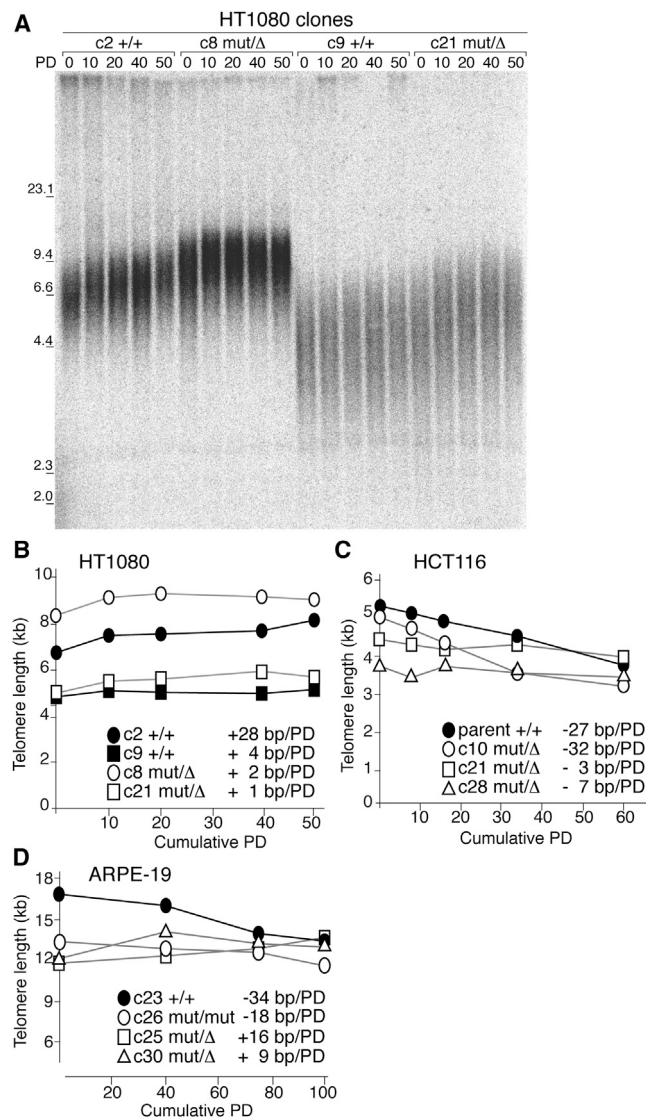 A
HT1080 clones
c2 +/+ c8 mut/Δ c9 +/+ c21 mut/Δ
PD 0 10 20 40 50 0 10 20 40 50 0 10 20 40 50 0 10 20 40 50
23.1
9.4
6.6
4.4
2.3
2.0
B HT1080
Telomere length (kb)
10
8
6
4
2
0
c2 +/+ +28 bp/PD
c9 +/+ + 4 bp/PD
c8 mut/Δ + 2 bp/PD
c21 mut/Δ + 1 bp/PD
10 20 30 40 50
Cumulative PD
C HCT116
Telomere length (kb)
6
5
4
3
2
1
0
parent +/+ -27 bp/PD
c10 mut/Δ -32 bp/PD
c21 mut/Δ - 3 bp/PD
c28 mut/Δ - 7 bp/PD
10 20 30 40 50 60
Cumulative PD
D ARPE-19
Telomere length (kb)
18
15
12
9
6
c23 +/+ -34 bp/PD
c26 mut/mut -18 bp/PD
c25 mut/Δ +16 bp/PD
c30 mut/Δ + 9 bp/PD
20 40 60 80 100
Cumulative PD